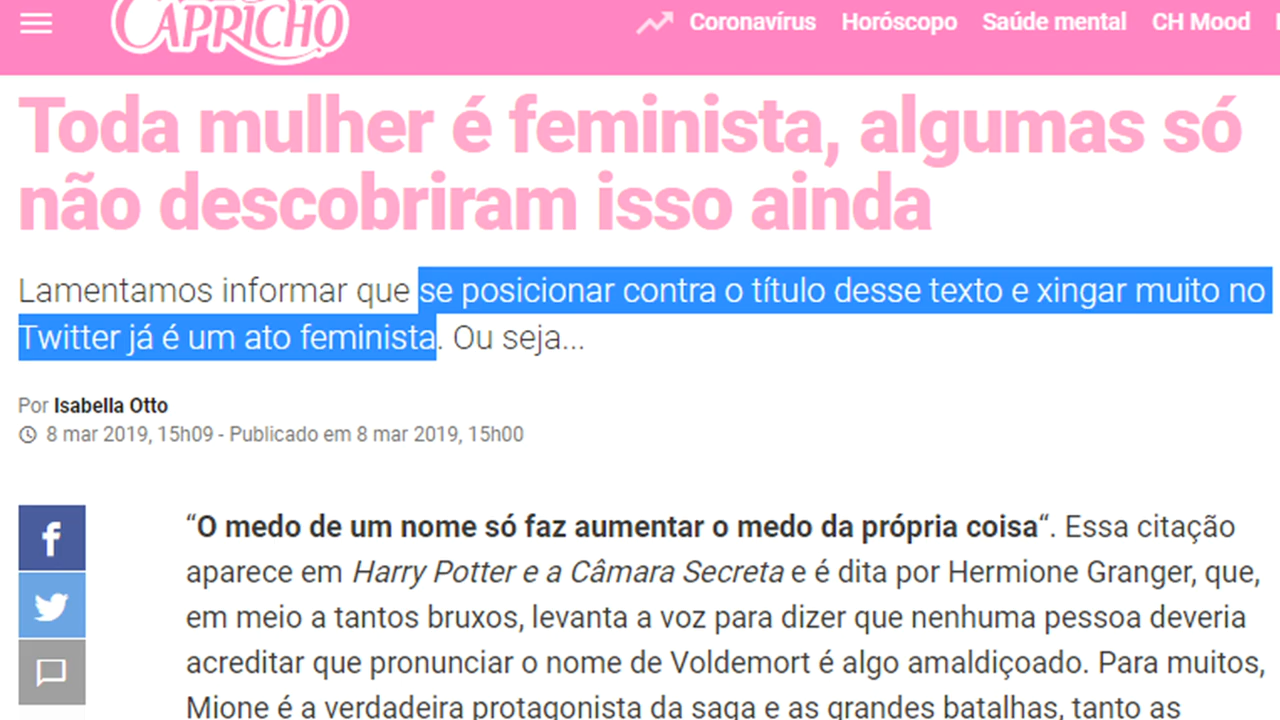 CAPRICHO
Coronavírus Horóscopo Saúde mental CH Mood
Toda mulher é feminista, algumas só
não descobriram isso ainda
Lamentamos informar que se posicionar contra o título desse texto e xingar muito no
Twitter já é um ato feminista. Ou seja...
Por Isabella Otto
8 mar 2019, 15h09 - Publicado em 8 mar 2019, 15h00
“O medo de um nome só faz aumentar o medo da própria coisa“. Essa citação
aparece em Harry Potter e a Câmara Secreta e é dita por Hermione Granger, que,
em meio a tantos bruxos, levanta a voz para dizer que nenhuma pessoa deveria
acreditar que pronunciar o nome de Voldemort é algo amaldiçoado. Para muitos,
Mione é a verdadeira protagonista da saga e as grandes batalhas, tanto as